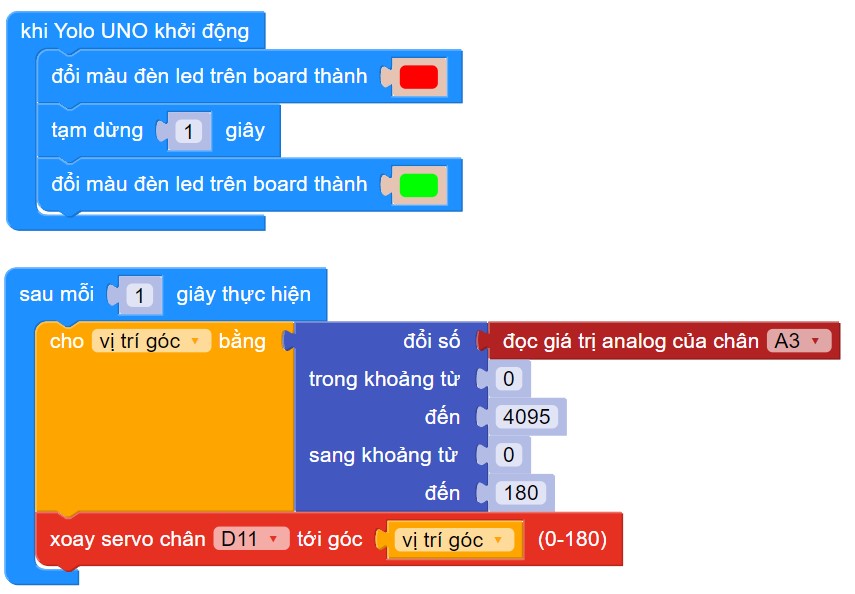 khi Yolo UNO khởi động
đổi màu đèn led trên board thành
tạm dừng 1 giây
đổi màu đèn led trên board thành
sau mỗi 1 giây thực hiện
cho vị trí góc bằng đổi số đọc giá trị analog của chân A3
trong khoảng từ 0
đến 4095
sang khoảng từ 0
đến 180
xoay servo chân D11 tới góc vị trí góc (0-180)